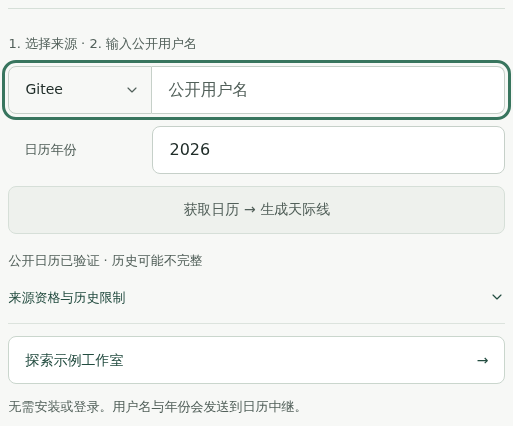 1. 选择来源 · 2. 输入公开用户名
Gitee 公开用户名
日历年份 2026
获取日历 → 生成天际线
公开日历已验证 · 历史可能不完整
来源资格与历史限制
探索示例工作室 →
无需安装或登录。用户名与年份会发送到日历中继。